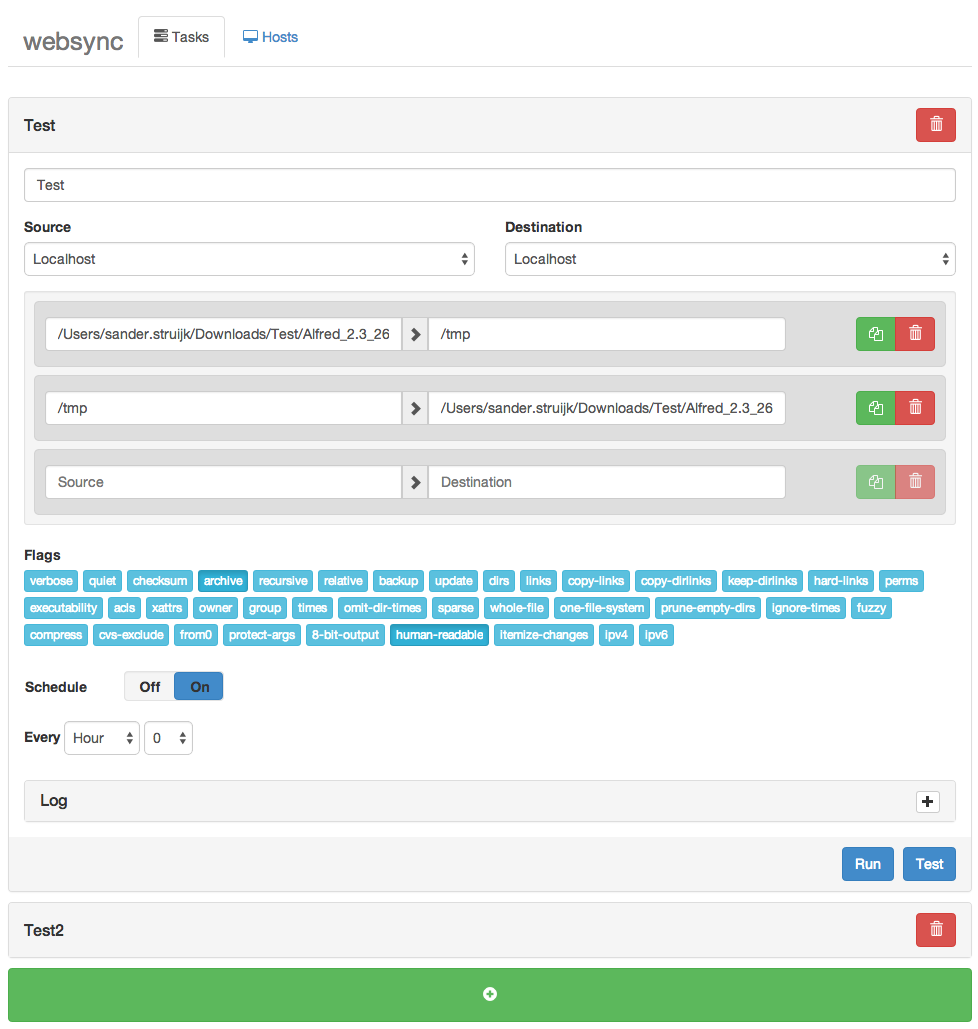 websync Tasks Hosts
Test
Test
Source Destination
Localhost Localhost
/Users/sander.struijk/Downloads/Test/Alfred_2.3_26 /tmp
/tmp /Users/sander.struijk/Downloads/Test/Alfred_2.3_26
Source Destination
Flags
verbose quiet checksum archive recursive relative backup update dirs links copy-links copy-dirlinks keep-dirlinks hard-links perms
executability acls xattrs owner group times omit-dir-times sparse whole-file one-file-system prune-empty-dirs ignore-times fuzzy
compress cvs-exclude from0 protect-args 8-bit-output human-readable itemize-changes ipv4 ipv6
Schedule Off On
Every Hour 0
Log
Run Test
Test2